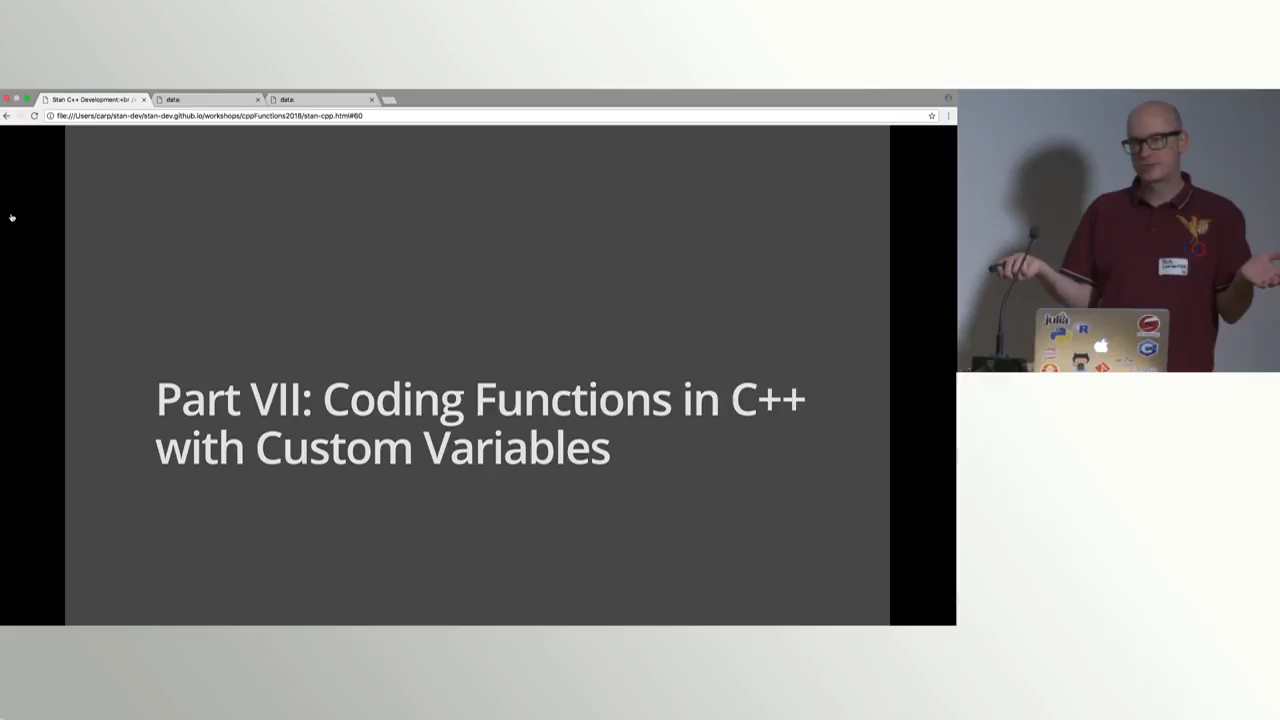 Stan C++ Development:<br /
data:
data:
file:///Users/carp/stan-dev/stan-dev.github.io/workshops/cppFunctions2018/stan-cpp.html#60
Part VII: Coding Functions in C++
with Custom Variables
julia
R